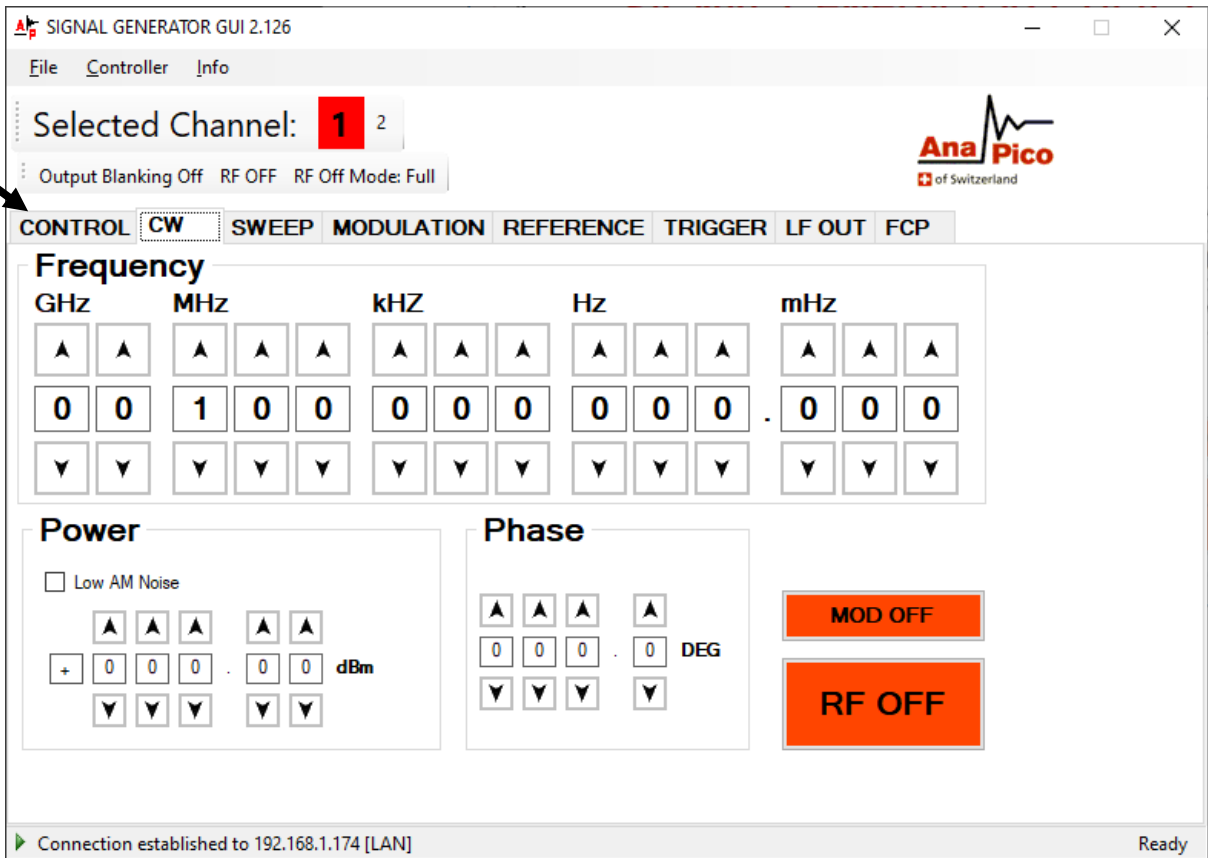 SIGNAL GENERATOR GUI 2.126
File Controller Info
Selected Channel: 1 2
Output Blanking Off RF OFF RF Off Mode: Full
Ana Pico
of Switzerland
CONTROL CW SWEEP MODULATION REFERENCE TRIGGER LF OUT FCP
Frequency
GHz MHz kHZ Hz mHz
0 0 1 0 0 0 0 0 0 0 0 . 0 0 0
Power
Low AM Noise
+ 0 0 0 . 0 0 dBm
Phase
0 0 0 . 0 DEG
MOD OFF
RF OFF
Connection established to 192.168.1.174 [LAN] Ready